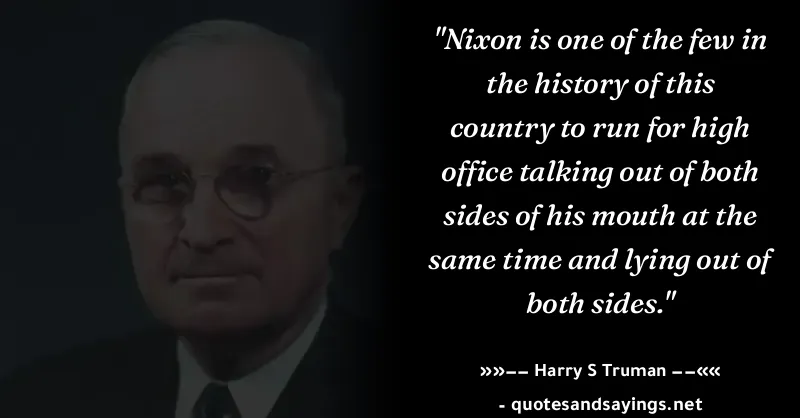 "Nixon is one of the few in
the history of this
country to run for high
office talking out of both
sides of his mouth at the
same time and lying out of
both sides."
»»−− Harry S Truman −−««
- quotesandsayings.net